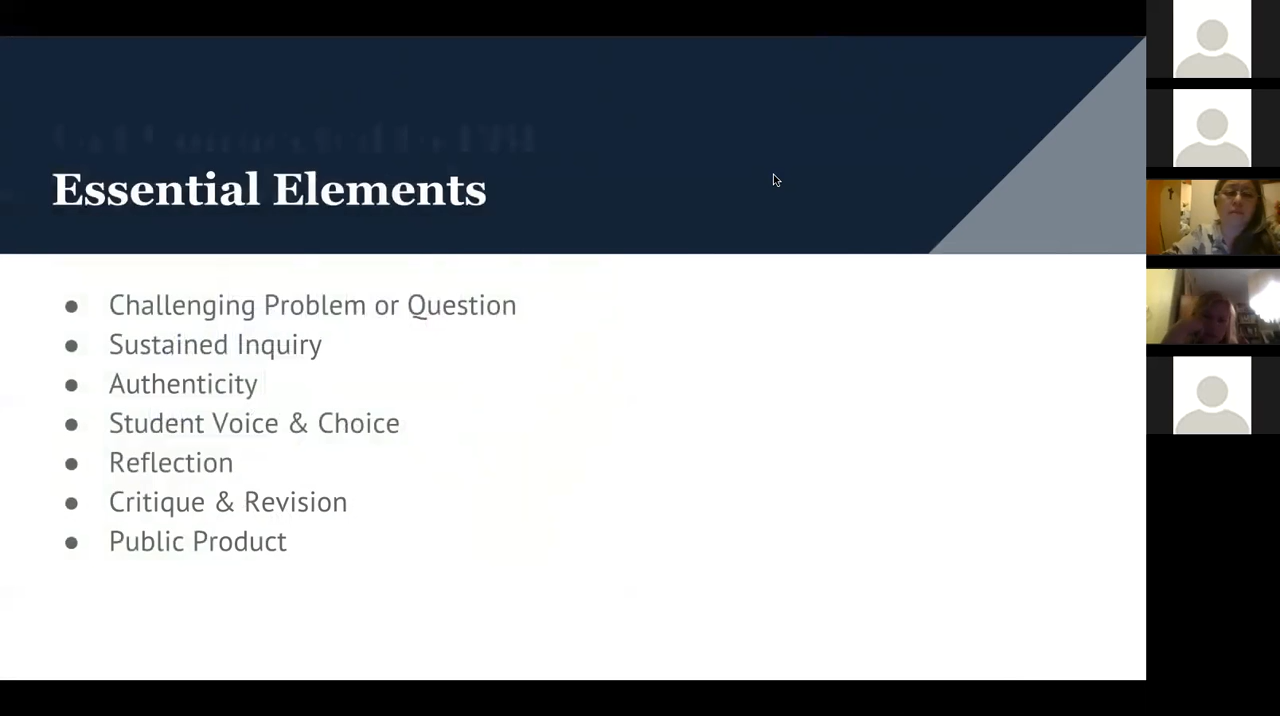 Essential Elements
● Challenging Problem or Question
● Sustained Inquiry
● Authenticity
● Student Voice & Choice
● Reflection
● Critique & Revision
● Public Product